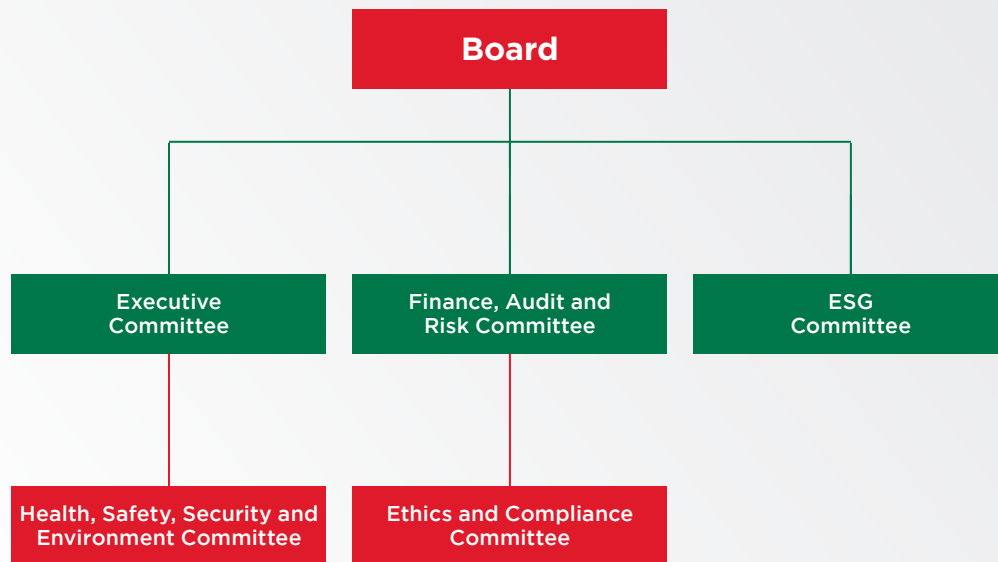 Board
Executive
Committee
Finance, Audit and
Risk Committee
ESG
Committee
Health, Safety, Security and
Environment Committee
Ethics and Compliance
Committee